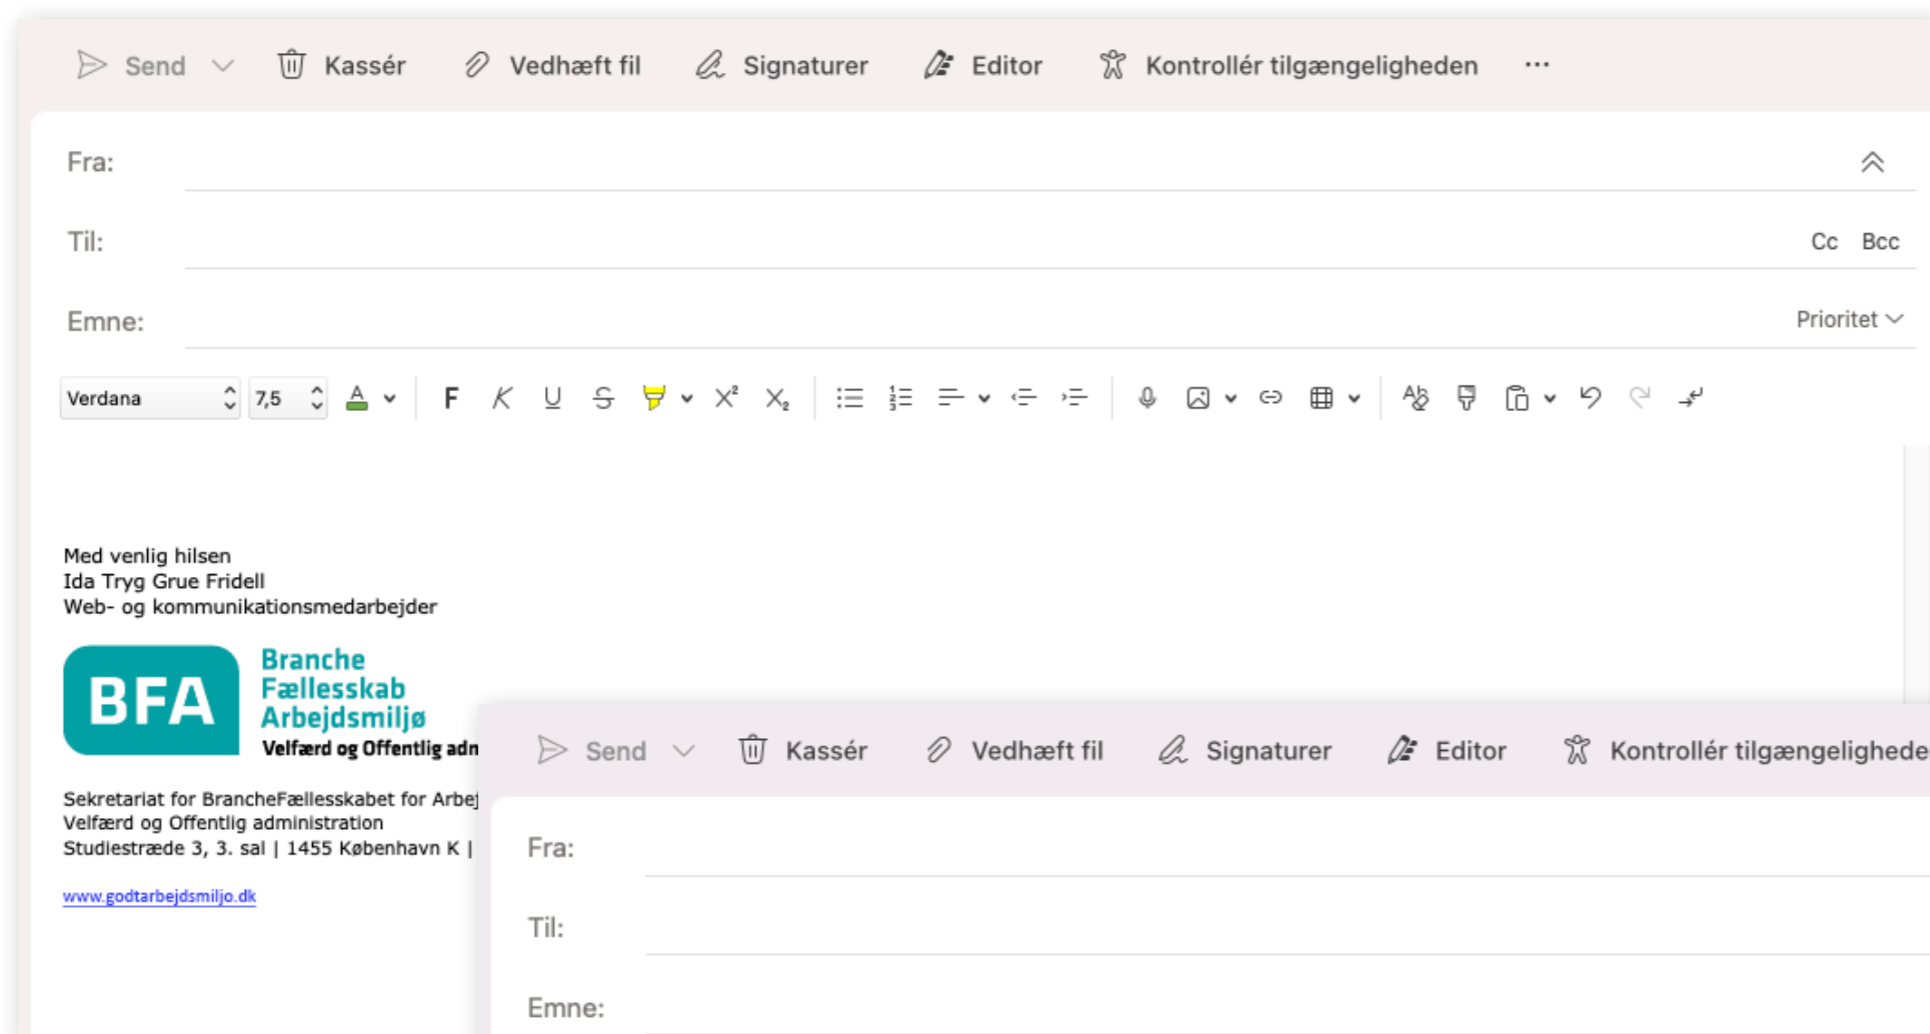 Send Kassér Vedhæft fil Signaturer Editor Kontrollér tilgængeligheden ...
Fra:
Til: Cc Bcc
Emne: Prioritet
Verdana 7,5 A F K U S X² X₂
Med venlig hilsen
Ida Tryg Grue Fridell
Web- og kommunikationsmedarbejder
BFA
Branche
Fællesskab
Arbejdsmiljø
Velfærd og Offentlig adm
Sekretariat for BrancheFællesskabet for Arbej
Velfærd og Offentlig administration
Studiestræde 3, 3. sal | 1455 København K |
www.godtarbejdsmiljo.dk
Send Kassér Vedhæft fil Signaturer Editor Kontrollér tilgængelighede
Fra:
Til:
Emne: